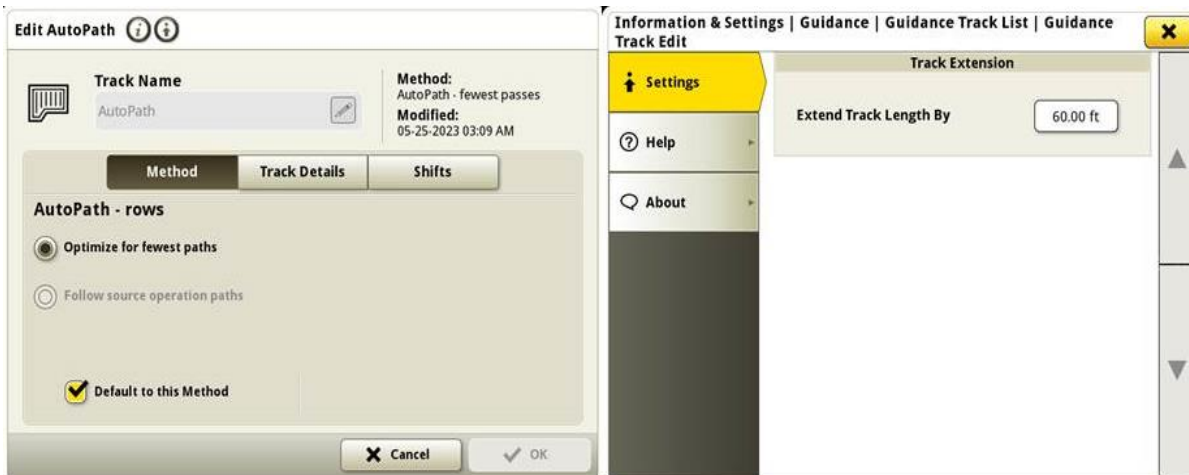 Edit AutoPath
Track Name
AutoPath
Method:
AutoPath - fewest passes
Modified:
05-25-2023 03:09 AM
Method
Track Details
Shifts
AutoPath - rows
Optimize for fewest paths
Follow source operation paths
Default to this Method
Cancel
OK
Information & Settings | Guidance | Guidance Track List | Guidance
Track Edit
Settings
Help
About
Track Extension
Extend Track Length By
60.00 ft